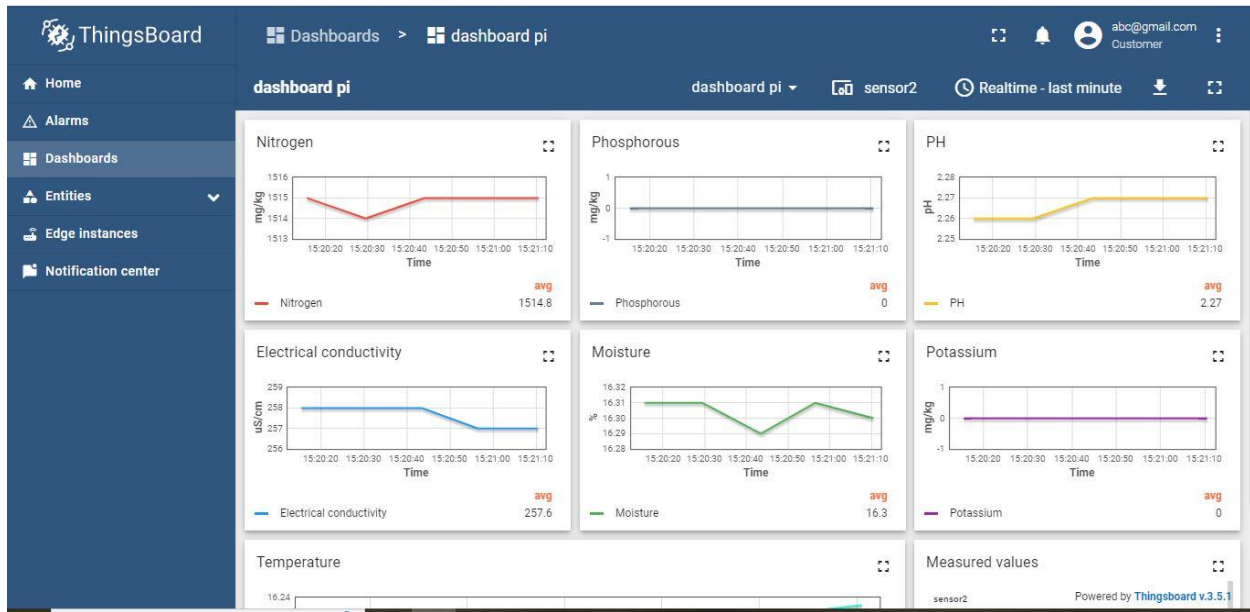 ThingsBoard
Dashboards > dashboard pi
abc@gmail.com
Customer
Home
Alarms
Dashboards
Entities
Edge instances
Notification center
dashboard pi
dashboard pi
sensor2
Realtime - last minute
Nitrogen
1516
1515
1514
1513
mg/kg
15:20:20 15:20:30 15:20:40 15:20:50 15:21:00 15:21:10
Time
avg
Nitrogen 1514.8
Phosphorous
1
0
-1
mg/kg
15:20:20 15:20:30 15:20:40 15:20:50 15:21:00 15:21:10
Time
avg
Phosphorous 0
PH
2.28
2.27
2.26
2.25
pH
15:20:20 15:20:30 15:20:40 15:20:50 15:21:00 15:21:10
Time
avg
PH 2.27
Electrical conductivity
259
258
257
256
uS/cm
15:20:20 15:20:30 15:20:40 15:20:50 15:21:00 15:21:10
Time
avg
Electrical conductivity 257.6
Moisture
16.32
16.31
16.30
16.29
16.28
%
15:20:20 15:20:30 15:20:40 15:20:50 15:21:00 15:21:10
Time
avg
Moisture 16.3
Potassium
1
0
-1
mg/kg
15:20:20 15:20:30 15:20:40 15:20:50 15:21:00 15:21:10
Time
avg
Potassium 0
Temperature
16.24
Measured values
sensor2
Powered by Thingsboard v.3.5.1